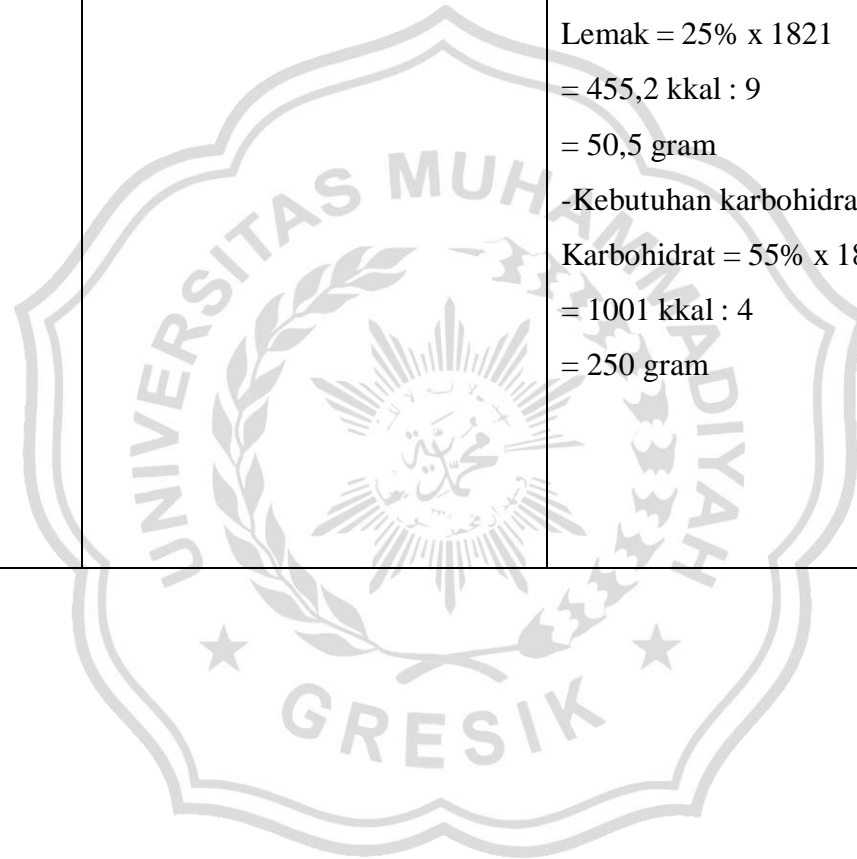 Lemak = 25% x 1821
= 455,2 kkal : 9
= 50,5 gram
-Kebutuhan karbohidra
Karbohidrat = 55% x 18
= 1001 kkal : 4
= 250 gram
UNIVERSITAS MUHAMMADIYAH
GRESIK